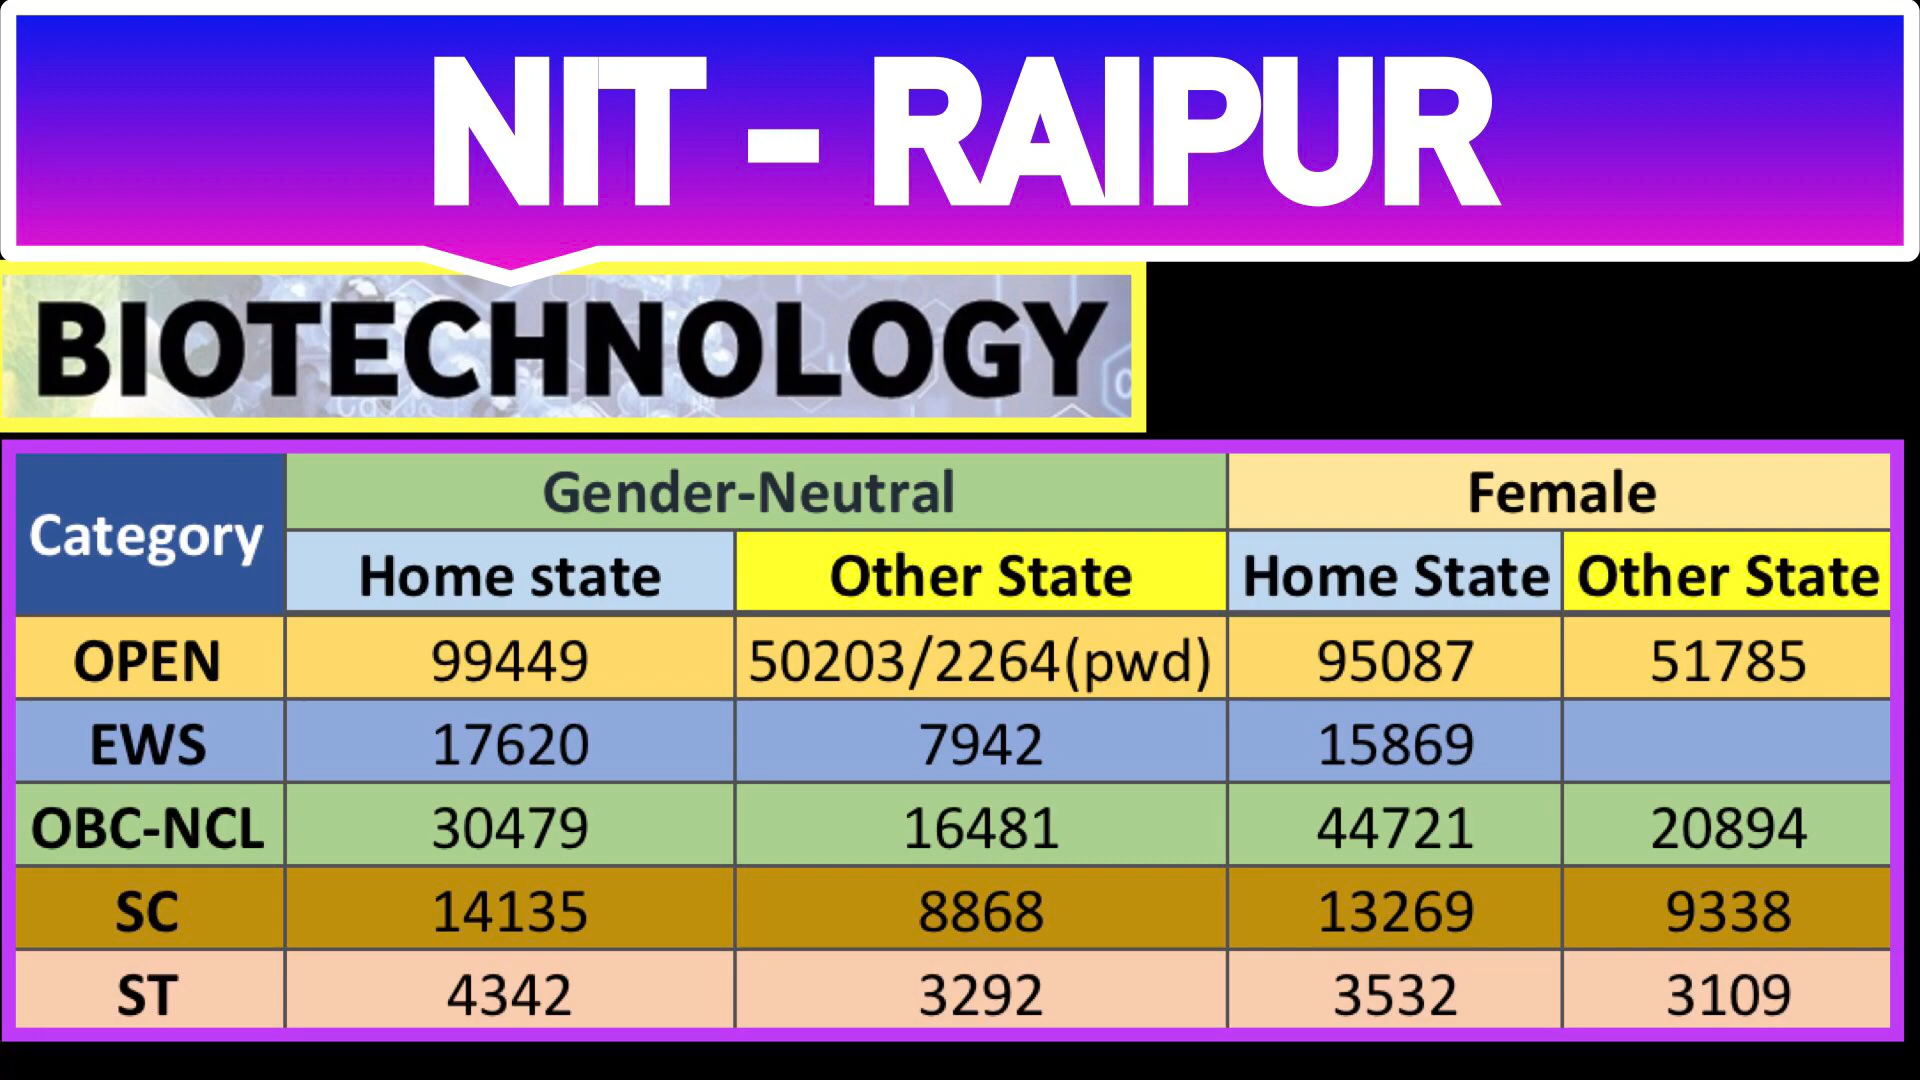 NIT - RAIPUR
BIOTECHNOLOGY
Category Gender-Neutral Female
Home state Other State Home State Other State
OPEN 99449 50203/2264(pwd) 95087 51785
EWS 17620 7942 15869
OBC-NCL 30479 16481 44721 20894
SC 14135 8868 13269 9338
ST 4342 3292 3532 3109